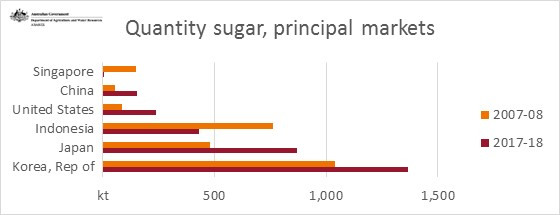 Australian Government
Department of Agriculture and Water Resources
ABARES
Quantity sugar, principal markets
Singapore
China
United States
Indonesia
Japan
Korea, Rep of
2007-08
2017-18
kt 500 1,000 1,500